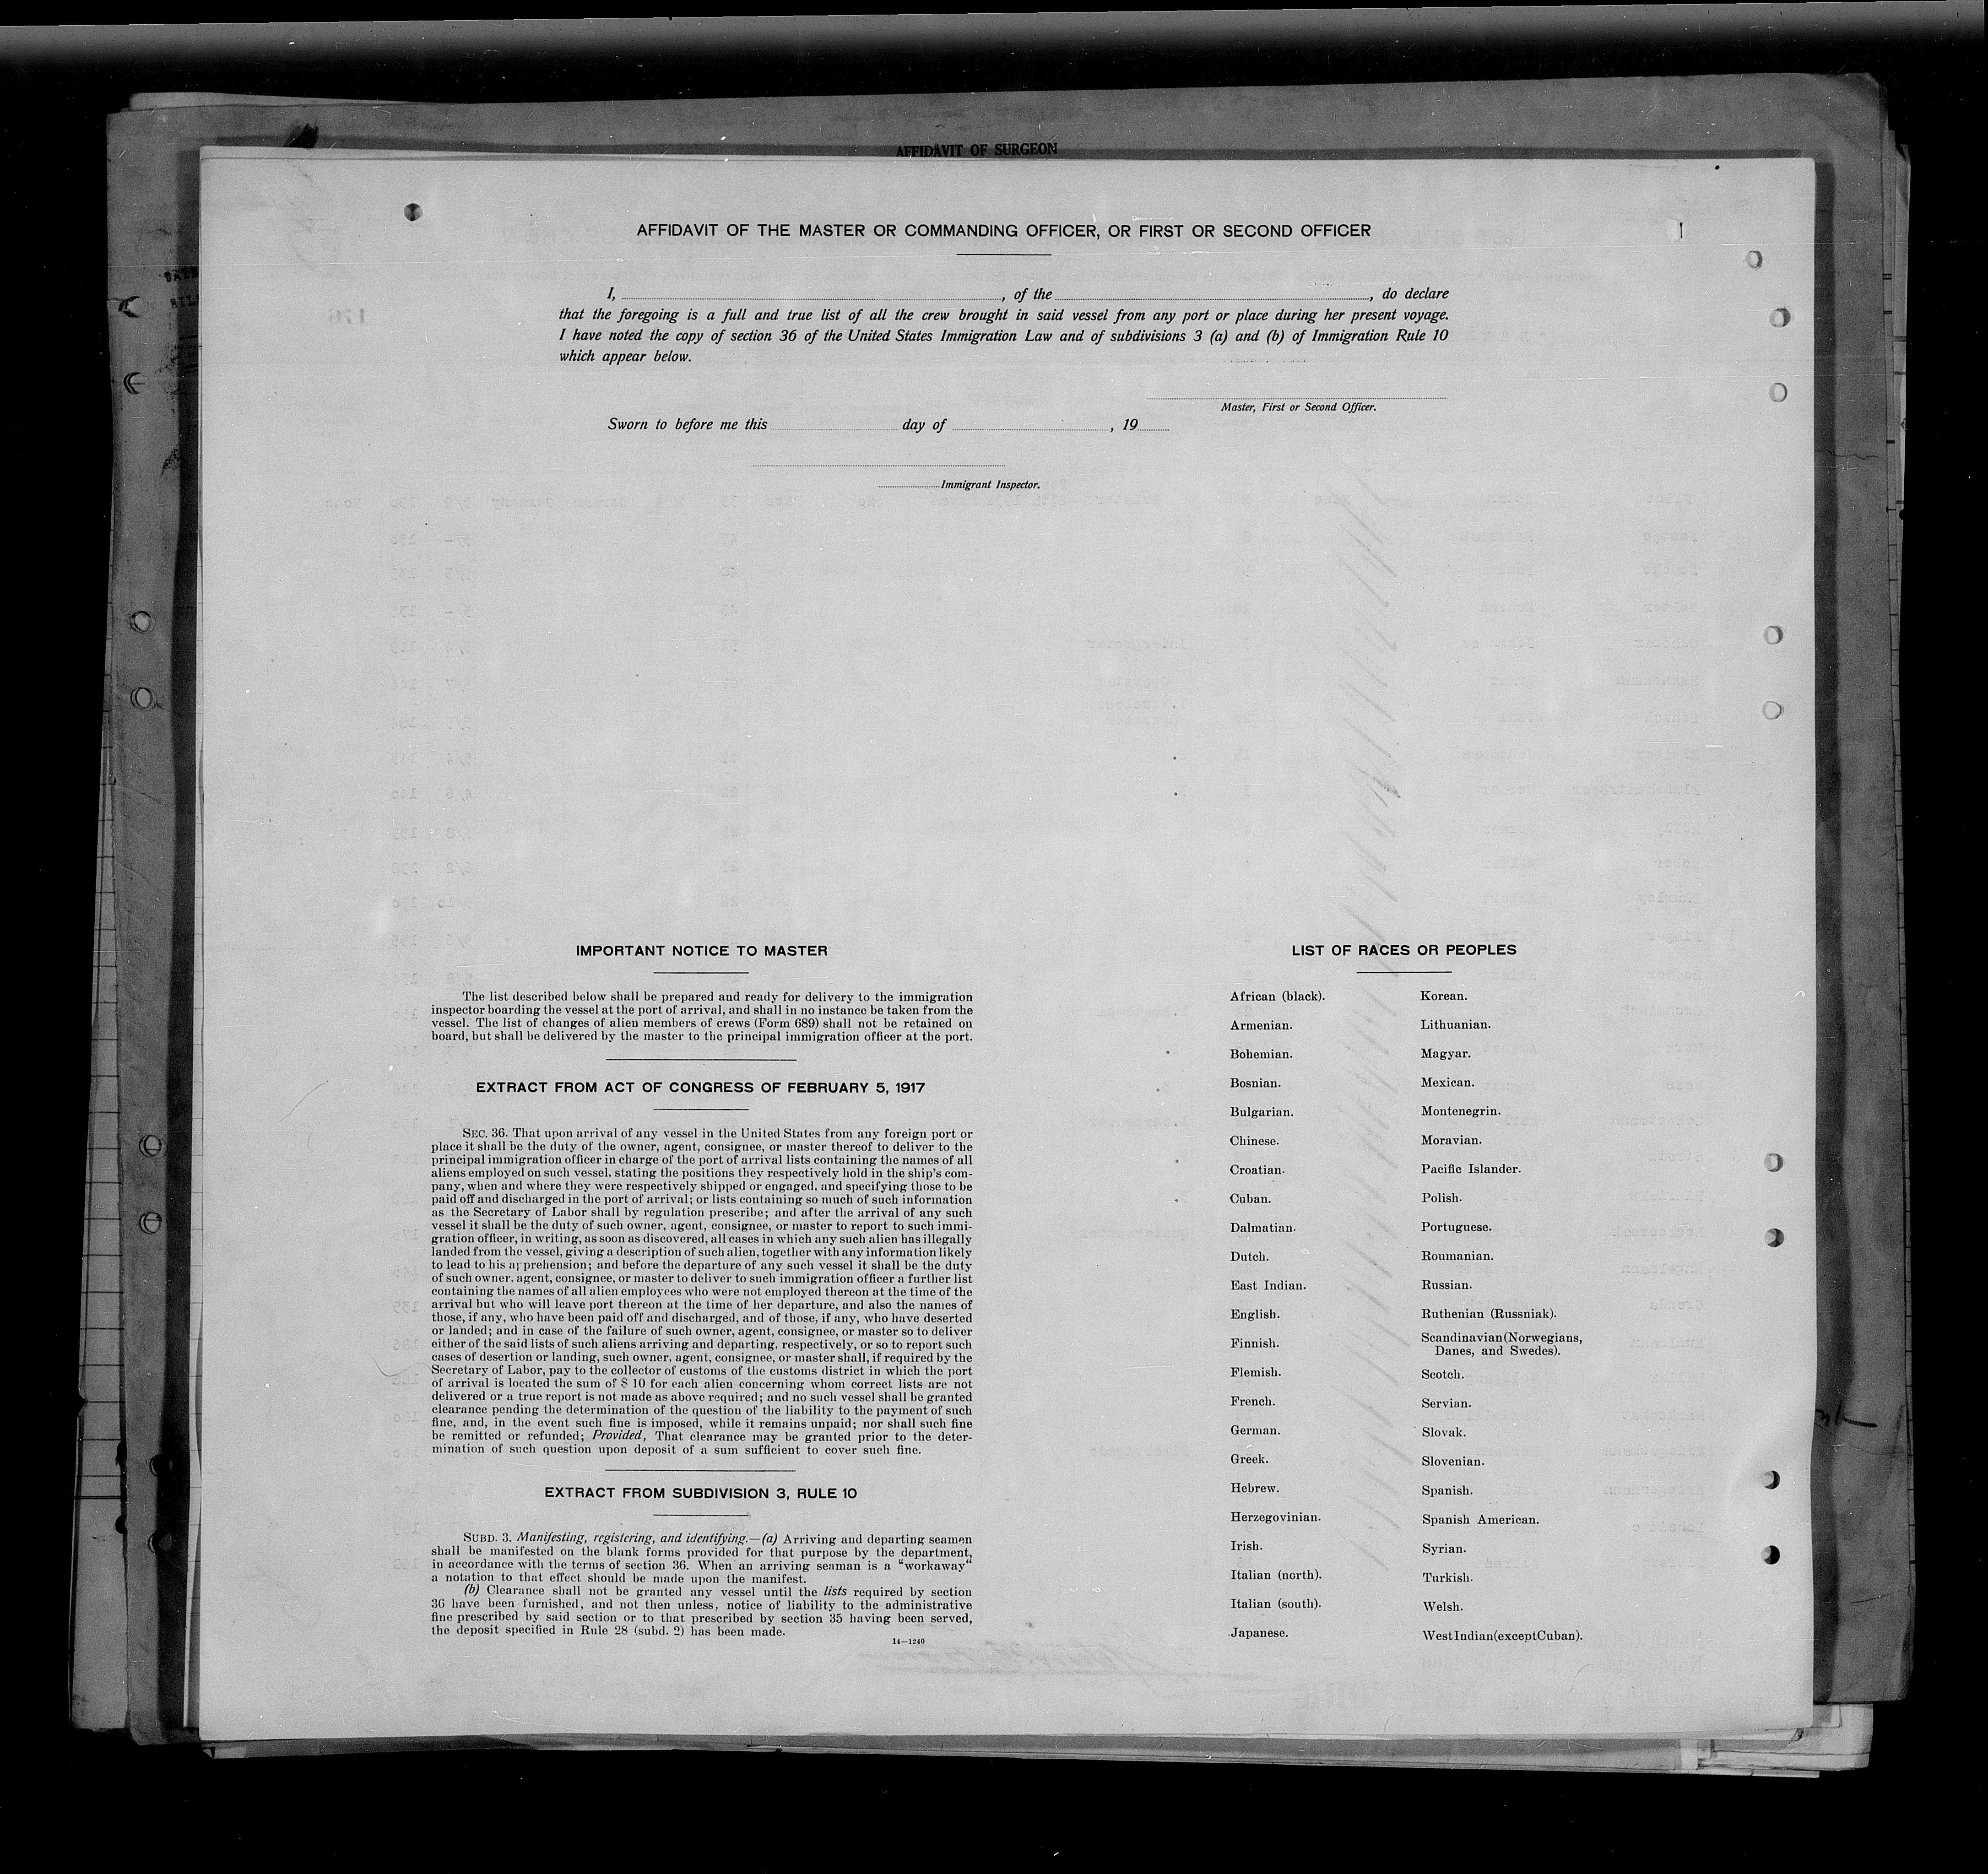 AFFIDAVIT OF SURGEON
AFFIDAVIT OF THE MASTER OR COMMANDING OFFICER, OR FIRST OR SECOND OFFICER
I, , of the , do declare
that the foregoing is a full and true list of all the crew brought in said vessel from any port or place during her present voyage.
I have noted the copy of section 36 of the United States Immigration Law and of subdivisions 3 (a) and (b) of Immigration Rule 10
which appear below.
Master, First or Second Officer.
Sworn to before me this day of , 19
Immigrant Inspector.
IMPORTANT NOTICE TO MASTER
The list described below shall be prepared and ready for delivery to the immigration
inspector boarding the vessel at the port of arrival, and shall in no instance be taken from the
vessel. The list of changes of alien members of crews (Form 689) shall not be retained on
board, but shall be delivered by the master to the principal immigration officer at the port.
EXTRACT FROM ACT OF CONGRESS OF FEBRUARY 5, 1917
SEC. 36. That upon arrival of any vessel in the United States from any foreign port or
place it shall be the duty of the owner, agent, consignee, or master thereof to deliver to the
principal immigration officer in charge of the port of arrival lists containing the names of all
aliens employed on such vessel, stating the positions they respectively hold in the ship's com-
pany, when and where they were respectively shipped or engaged, and specifying those to be
paid off and discharged in the port of arrival; or lists containing so much of such information
as the Secretary of Labor shall by regulation prescribe; and after the arrival of any such
vessel it shall be the duty of such owner, agent, consignee, or master to report to such immi-
gration officer, in writing, as soon as discovered, all cases in which any such alien has illegally
landed from the vessel, giving a description of such alien, together with any information likely
to lead to his apprehension; and before the departure of any such vessel it shall be the duty
of such owner, agent, consignee, or master to deliver to such immigration officer a further list
containing the names of all alien employees who were not employed thereon at the time of the
arrival but who will leave port thereon at the time of her departure, and also the names of
those, if any, who have been paid off and discharged, and of those, if any, who have deserted
or landed; and in case of the failure of such owner, agent, consignee, or master so to deliver
either of the said lists of such aliens arriving and departing, respectively, or so to report such
cases of desertion or landing, such owner, agent, consignee, or master shall, if required by the
Secretary of Labor, pay to the collector of customs of the customs district in which the port
of arrival is located the sum of $ 10 for each alien concerning whom correct lists are not
delivered or a true report is not made as above required; and no such vessel shall be granted
clearance pending the determination of the question of the liability to the payment of such
fine, and, in the event such fine is imposed, while it remains unpaid; nor shall such fine
be remitted or refunded; Provided, That clearance may be granted prior to the deter-
mination of such question upon deposit of a sum sufficient to cover such fine.
EXTRACT FROM SUBDIVISION 3, RULE 10
SUBD. 3. Manifesting, registering, and identifying.—(a) Arriving and departing seamen
shall be manifested on the blank forms provided for that purpose by the department,
in accordance with the terms of section 36. When an arriving seaman is a “workaway“
a notation to that effect should be made upon the manifest.
(b) Clearance shall not be granted any vessel until the lists required by section
36 have been furnished, and not then unless, notice of liability to the administrative
fine prescribed by said section or to that prescribed by section 35 having been served,
the deposit specified in Rule 28 (subd. 2) has been made.
14—1240
LIST OF RACES OR PEOPLES
African (black).
Armenian.
Bohemian.
Bosnian.
Bulgarian.
Chinese.
Croatian.
Cuban.
Dalmatian.
Dutch.
East Indian.
English.
Finnish.
Flemish.
French.
German.
Greek.
Hebrew.
Herzegovinian.
Irish.
Italian (north).
Italian (south).
Japanese.
Korean.
Lithuanian.
Magyar.
Mexican.
Montenegrin.
Moravian.
Pacific Islander.
Polish.
Portuguese.
Roumanian.
Russian.
Ruthenian (Russniak).
Scandinavian(Norwegians,
Danes, and Swedes).
Scotch.
Servian.
Slovak.
Slovenian.
Spanish.
Spanish American.
Syrian.
Turkish.
Welsh.
WestIndian(exceptCuban).